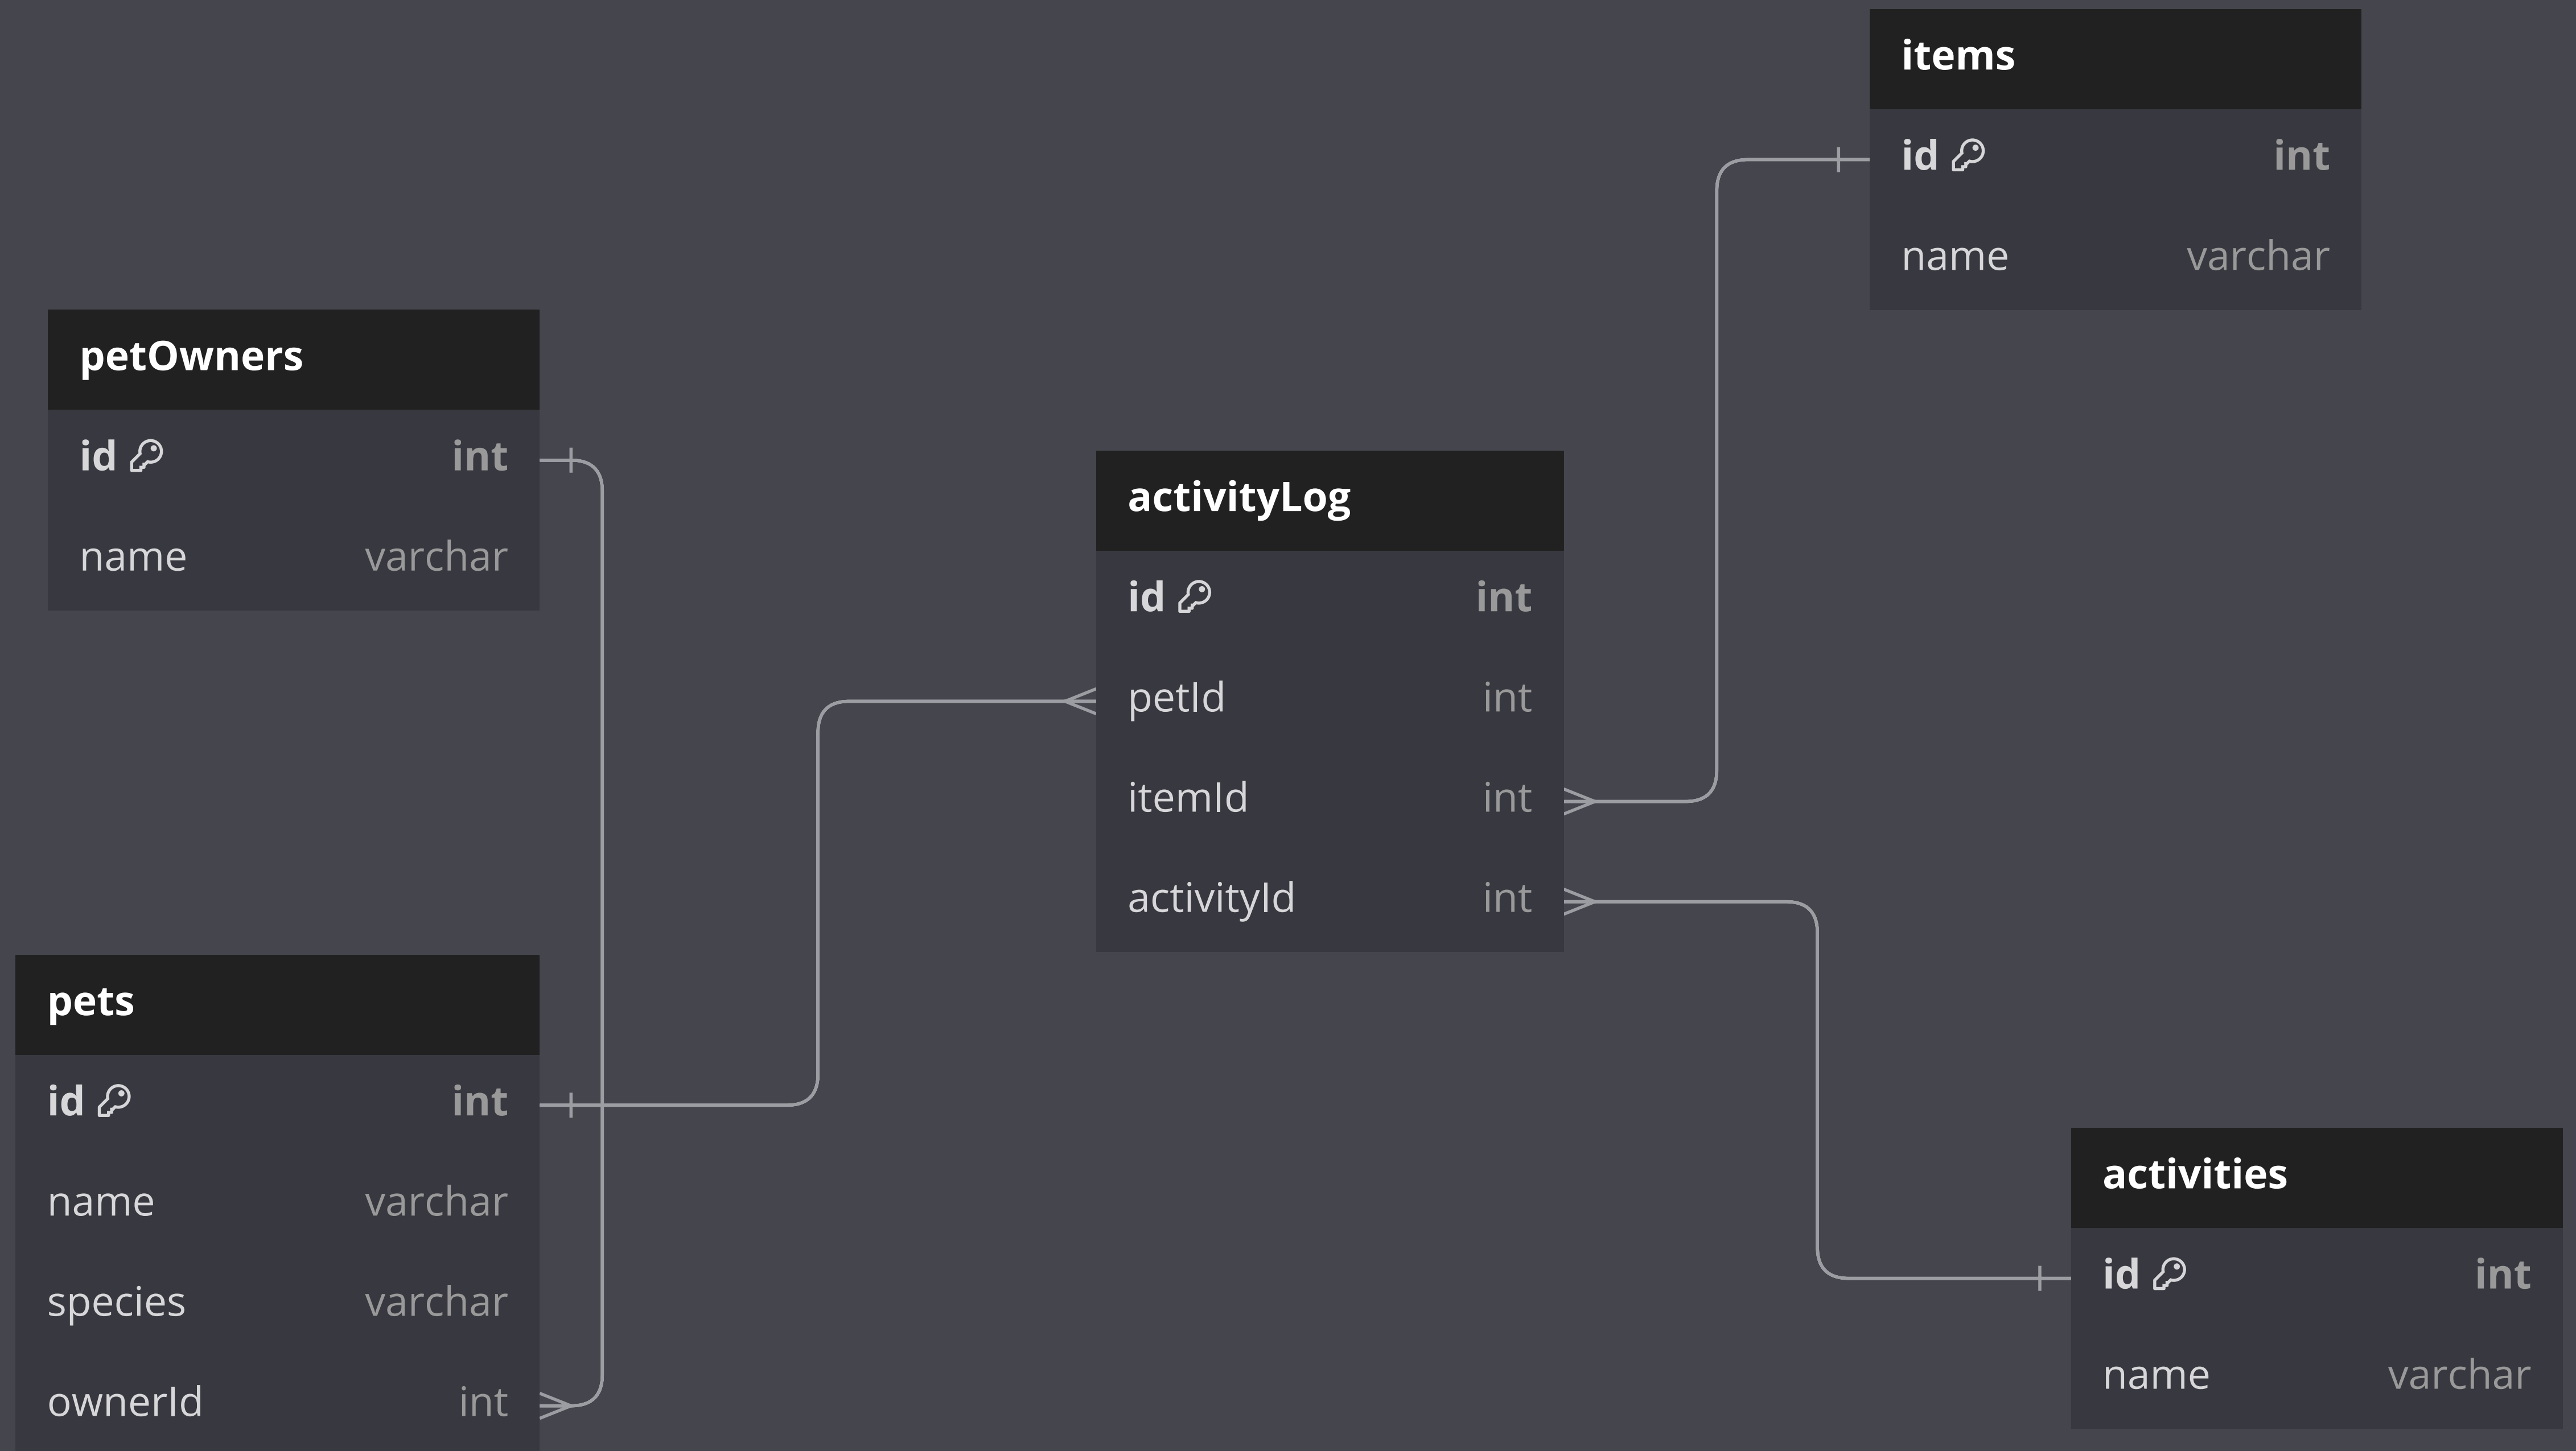 items
id int
name varchar
petOwners
id int
name varchar
activityLog
id int
petId int
itemId int
activityId int
pets
id int
name varchar
species varchar
ownerId int
activities
id int
name varchar